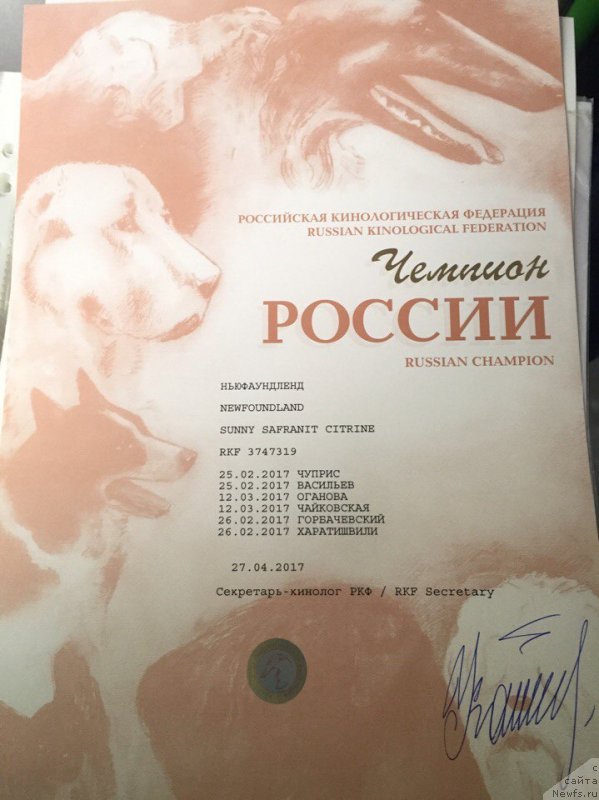 РОССИЙСКАЯ КИНОЛОГИЧЕСКАЯ ФЕДЕРАЦИЯ
RUSSIAN KINOLOGICAL FEDERATION
Чемпион
РОССИИ
RUSSIAN CHAMPION
НЬЮФАУНДЛЕНД
NEWFOUNDLAND
SUNNY SAFRANIT CITRINE
RKF 3747319
25.02.2017 ЧУПРИС
25.02.2017 ВАСИЛЬЕВ
12.03.2017 ОГАНОВА
12.03.2017 ЧАЙКОВСКАЯ
26.02.2017 ГОРБАЧЕВСКИЙ
26.02.2017 ХАРАТИШВИЛИ
27.04.2017
Секретарь-кинолог РКФ / RKF Secretary
с
сайта
Newfs.ru